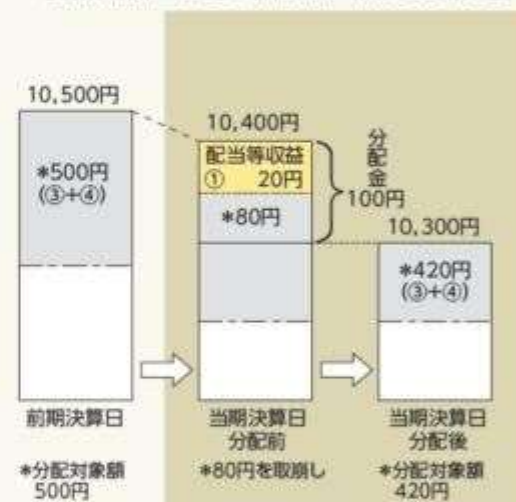 10,500円
*500円
(③+④)
前期決算日
*分配対象額
500円
10,400円
配当等収益
① 20円
*80円
分配金
100円
当期決算日
分配前
*80円を取崩し
10,300円
*420円
(③+④)
当期決算日
分配後
*分配対象額
420円